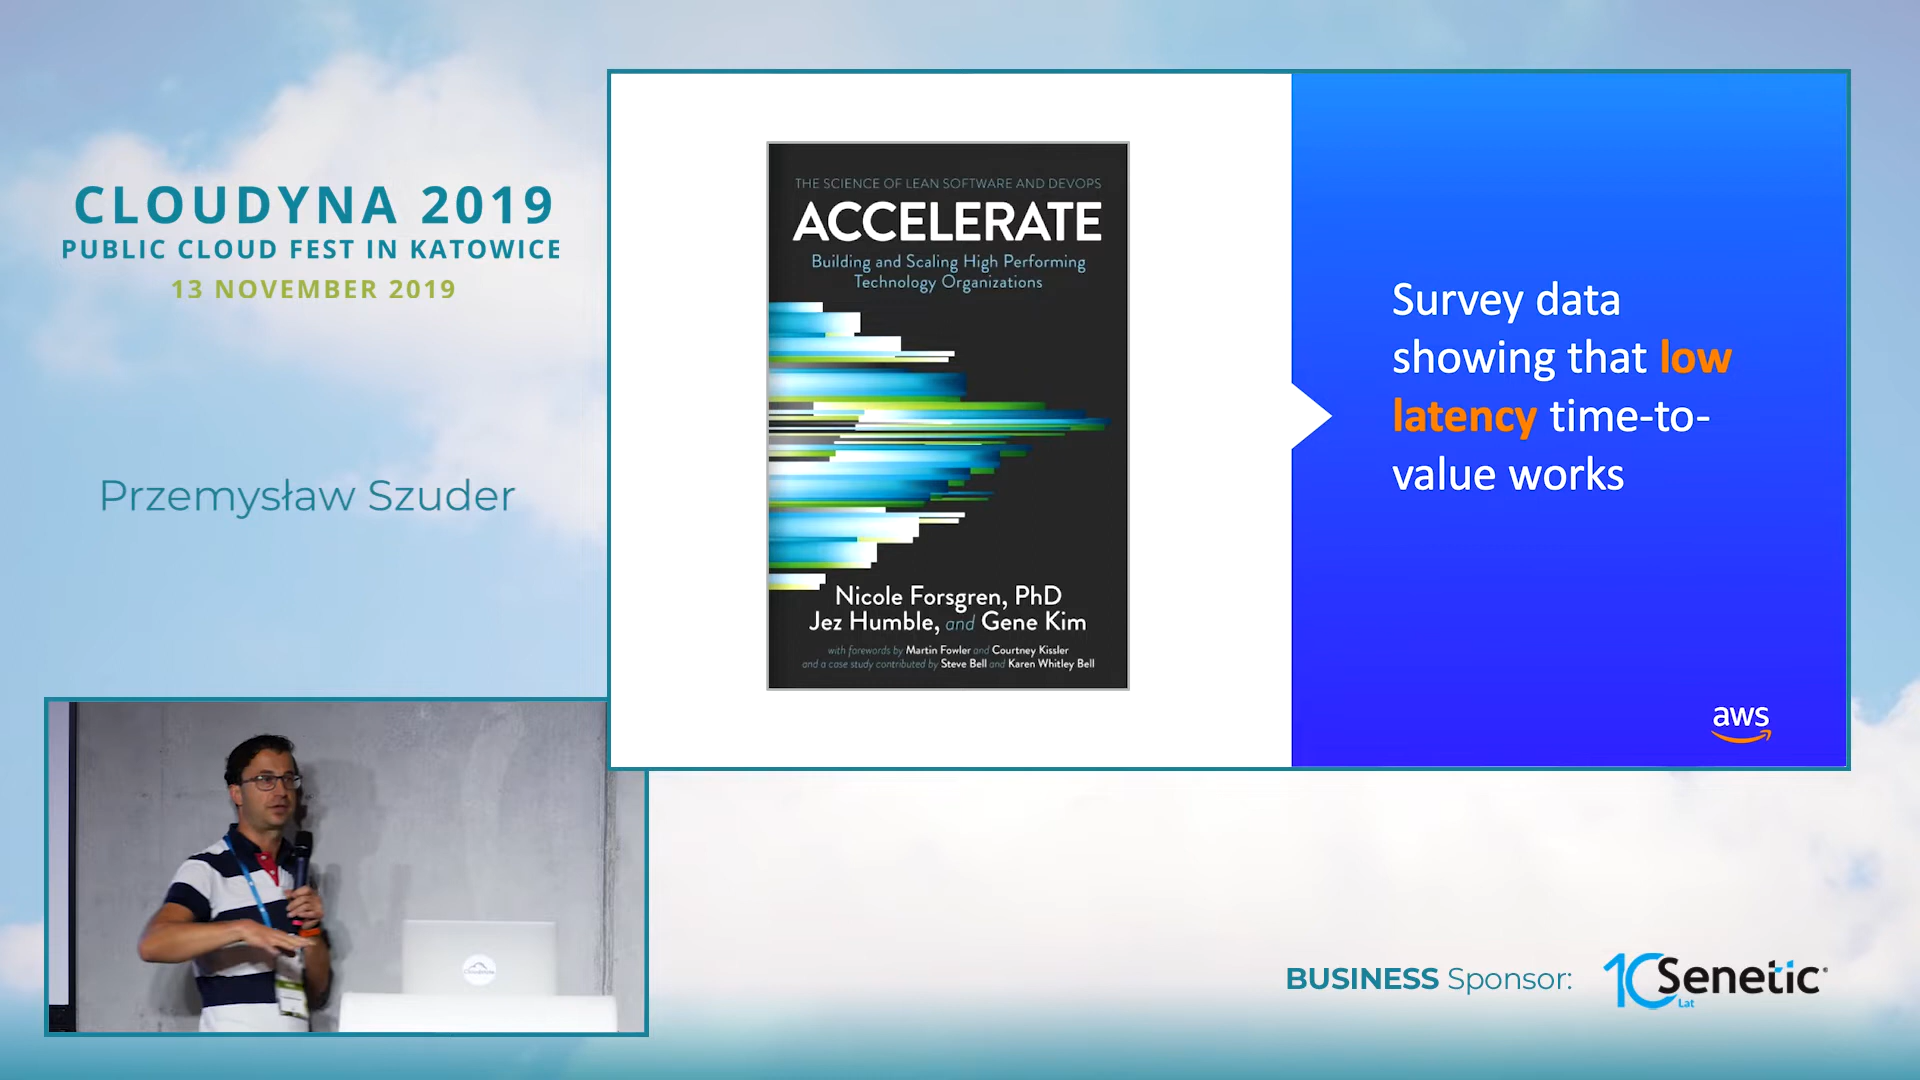 CLOUDYNA 2019
PUBLIC CLOUD FEST IN KATOWICE
13 NOVEMBER 2019
Przemysław Szuder
THE SCIENCE OF LEAN SOFTWARE AND DEVOPS
ACCELERATE
Building and Scaling High Performing
Technology Organizations
Nicole Forsgren, PhD
Jez Humble, and Gene Kim
with forewords by Martin Fowler and Courtney Kissler
and a case study contributed by Steve Bell and Karen Whitley Bell
Survey data
showing that low
latency time-to-
value works
aws
BUSINESS Sponsor:
10 Lat Senetic